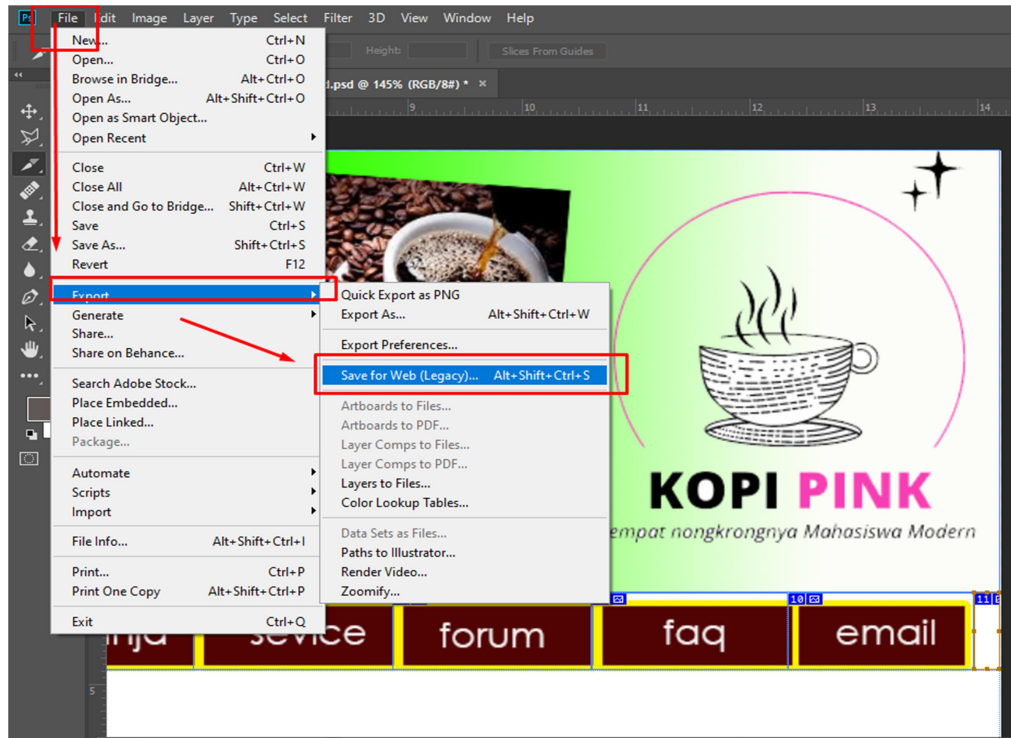 Ps File Edit Image Layer Type Select Filter 3D View Window Help
Height: Slices From Guides
d.psd @ 145% (RGB/8#) * ×
9 10 11 12 13 14
New... Ctrl+N
Open... Ctrl+O
Browse in Bridge... Alt+Ctrl+O
Open As... Alt+Shift+Ctrl+O
Open as Smart Object...
Open Recent
Close Ctrl+W
Close All Alt+Ctrl+W
Close and Go to Bridge... Shift+Ctrl+W
Save Ctrl+S
Save As... Shift+Ctrl+S
Revert F12
Export
Generate
Share...
Share on Behance...
Search Adobe Stock...
Place Embedded...
Place Linked...
Package...
Automate
Scripts
Import
File Info... Alt+Shift+Ctrl+I
Print... Ctrl+P
Print One Copy Alt+Shift+Ctrl+P
Exit Ctrl+Q
Quick Export as PNG
Export As... Alt+Shift+Ctrl+W
Export Preferences...
Save for Web (Legacy)... Alt+Shift+Ctrl+S
Artboards to Files...
Artboards to PDF...
Layer Comps to Files...
Layer Comps to PDF...
Layers to Files...
Color Lookup Tables...
Data Sets as Files...
Paths to Illustrator...
Render Video...
Zoomify...
KOPI PINK
empat nongkrongnya Mahasiswa Modern
10 11
sevice forum faq email
5